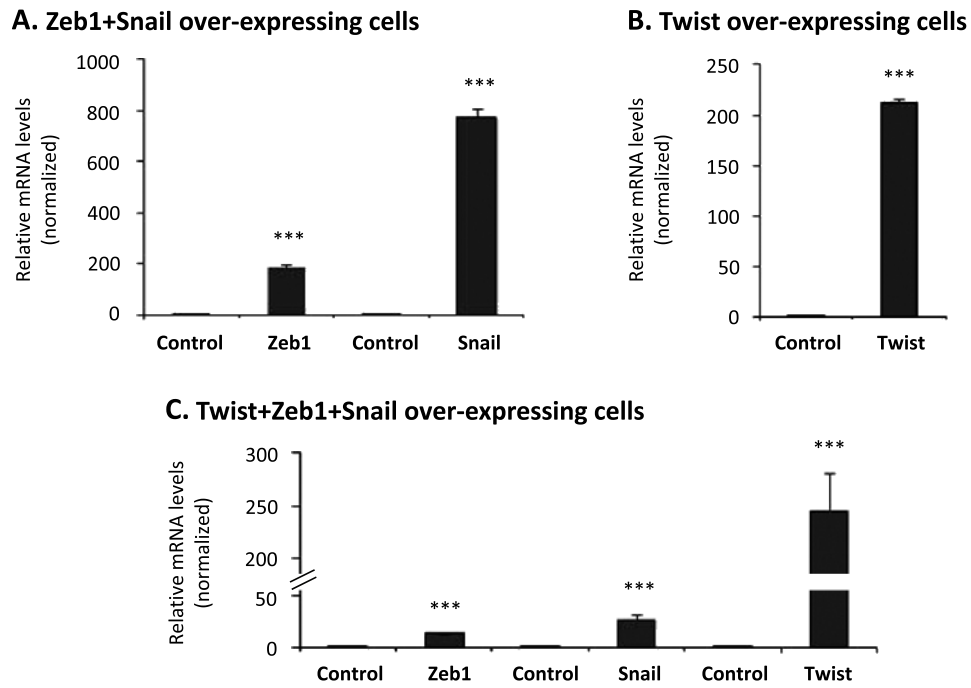 A. Zeb1+Snail over-expressing cells
Relative mRNA levels
(normalized)
1000
800
600
400
200
0
***
***
Control Zeb1 Control Snail
B. Twist over-expressing cells
Relative mRNA levels
(normalized)
250
200
150
100
50
0
***
Control Twist
C. Twist+Zeb1+Snail over-expressing cells
Relative mRNA levels
(normalized)
300
250
200
50
0
***
***
***
Control Zeb1 Control Snail Control Twist